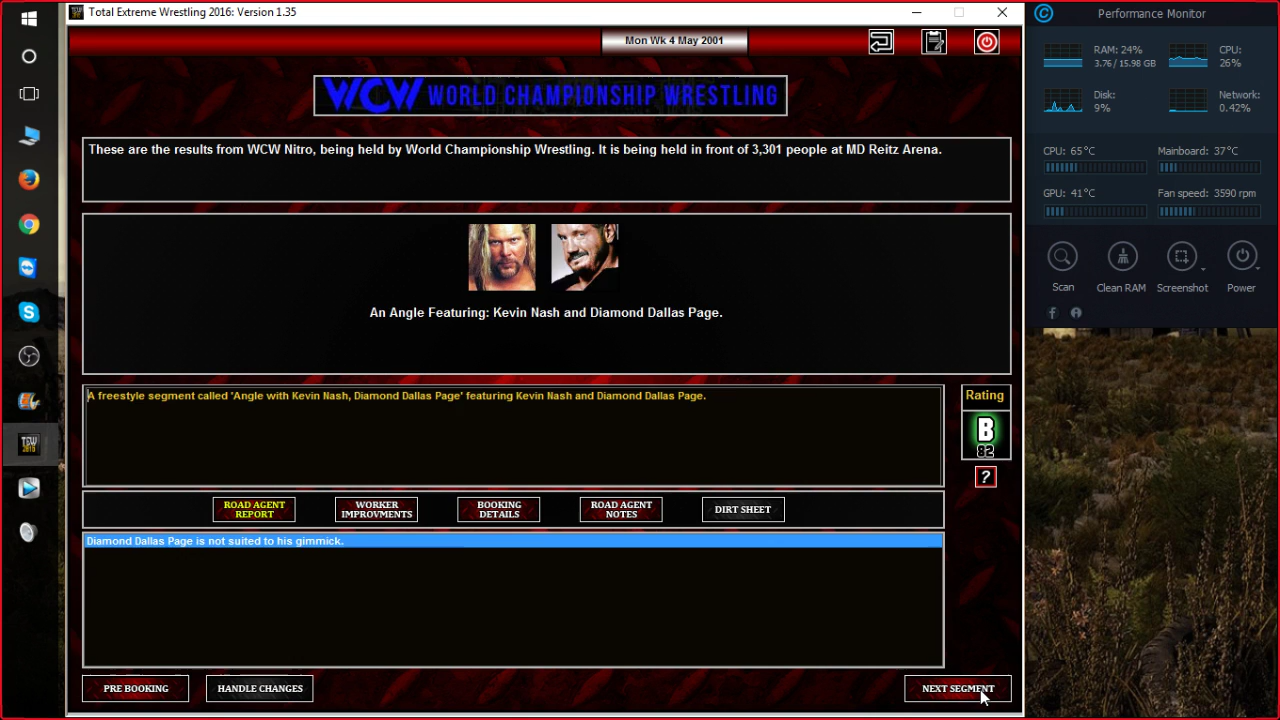 Total Extreme Wrestling 2016: Version 1.35
Mon Wk 4 May 2001
WCW WORLD CHAMPIONSHIP WRESTLING
These are the results from WCW Nitro, being held by World Championship Wrestling. It is being held in front of 3,301 people at MD Reitz Arena.
An Angle Featuring: Kevin Nash and Diamond Dallas Page.
A freestyle segment called 'Angle with Kevin Nash, Diamond Dallas Page' featuring Kevin Nash and Diamond Dallas Page.
Rating
B
82
?
ROAD AGENT
REPORT
WORKER
IMPROVMENTS
BOOKING
DETAILS
ROAD AGENT
NOTES
DIRT SHEET
Diamond Dallas Page is not suited to his gimmick.
PRE BOOKING
HANDLE CHANGES
NEXT SEGMENT
Performance Monitor
RAM: 24%
3.76 / 15.98 GB
CPU:
26%
Disk:
9%
Network:
0.42%
CPU: 65°C
Mainboard: 37°C
GPU: 41°C
Fan speed: 3590 rpm
Scan
Clean RAM
Screenshot
Power
TEW
2016